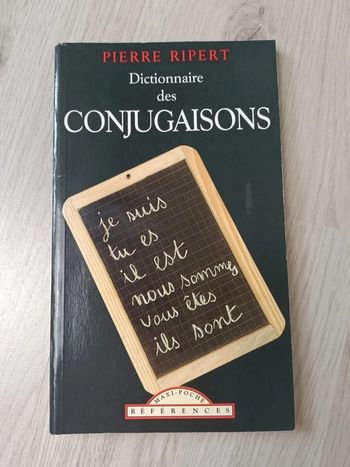 PIERRE RIPERT
Dictionnaire
des
CONJUGAISONS
je suis
tu es
il est
nous sommes
vous êtes
ils sont
MAXI-POCHE
RÉFÉRENCES